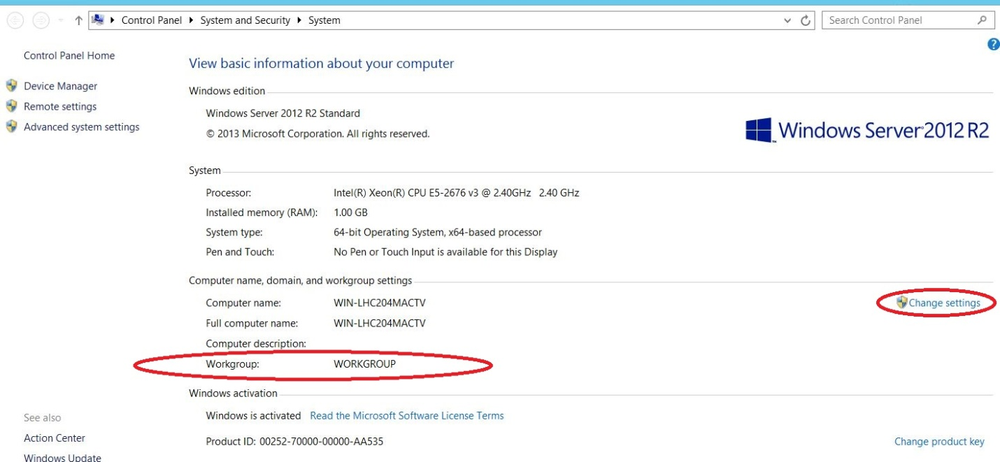 Control Panel System and Security System
Search Control Panel
?
Control Panel Home
Device Manager
Remote settings
Advanced system settings
View basic information about your computer
Windows edition
Windows Server 2012 R2 Standard
© 2013 Microsoft Corporation. All rights reserved.
Windows Server 2012 R2
System
Processor: Intel(R) Xeon(R) CPU E5-2676 v3 @ 2.40GHz 2.40 GHz
Installed memory (RAM): 1.00 GB
System type: 64-bit Operating System, x64-based processor
Pen and Touch: No Pen or Touch Input is available for this Display
Computer name, domain, and workgroup settings
Computer name: WIN-LHC204MACTV
Change settings
Full computer name: WIN-LHC204MACTV
Computer description:
Workgroup: WORKGROUP
Windows activation
Windows is activated Read the Microsoft Software License Terms
Product ID: 00252-70000-00000-AA535
Change product key
See also
Action Center
Windows Update